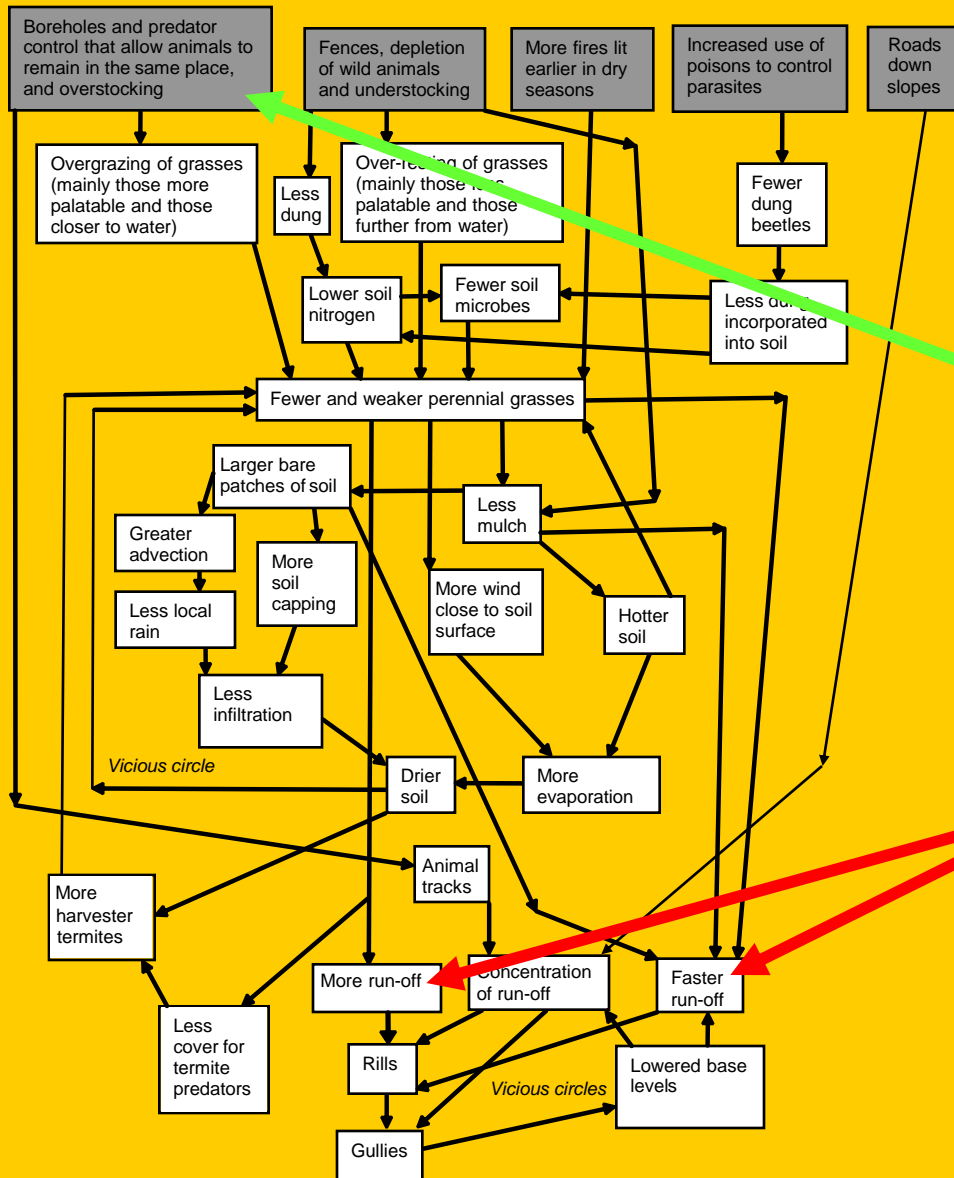 Boreholes and predator
control that allow animals to
remain in the same place,
and overstocking
Fences, depletion
of wild animals
and understocking
More fires lit
earlier in dry
seasons
Increased use of
poisons to control
parasites
Roads
down
slopes
Overgrazing of grasses
(mainly those more
palatable and those
closer to water)
Less
dung
Over-resting of grasses
(mainly those less
palatable and those
further from water)
Fewer
dung
beetles
Lower soil
nitrogen
Fewer soil
microbes
Less dung
incorporated
into soil
Fewer and weaker perennial grasses
Larger bare
patches of soil
Less
mulch
Greater
advection
More
soil
capping
More wind
close to soil
surface
Hotter
soil
Less local
rain
Less
infiltration
Vicious circle
Drier
soil
More
evaporation
Animal
tracks
More
harvester
termites
More run-off
Concentration
of run-off
Faster
run-off
Less
cover for
termite
predators
Rills
Lowered base
levels
Vicious circles
Gullies